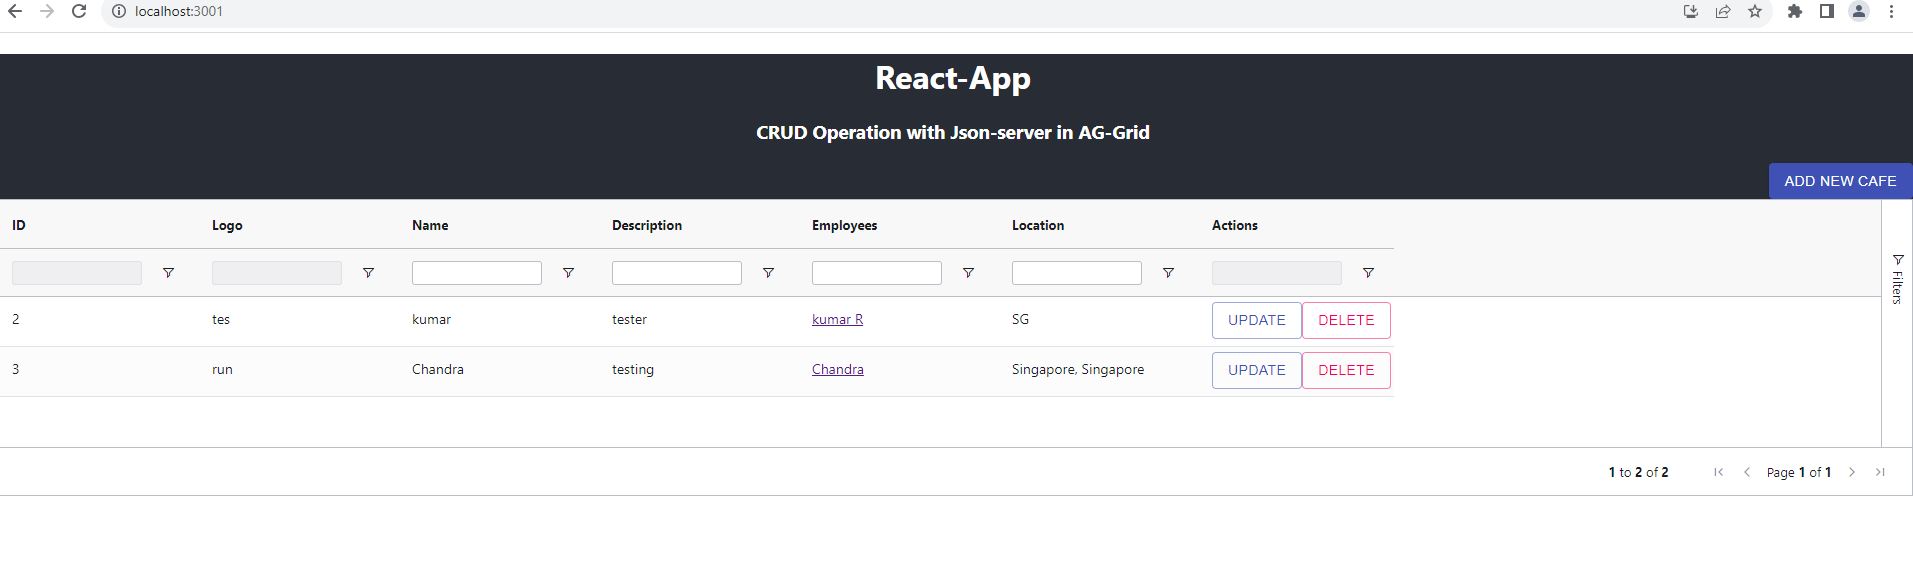 localhost:3001
React-App
CRUD Operation with Json-server in AG-Grid
ADD NEW CAFE
ID Logo Name Description Employees Location Actions
Filters
2 tes kumar tester kumar R SG UPDATE DELETE
3 run Chandra testing Chandra Singapore, Singapore UPDATE DELETE
1 to 2 of 2 Page 1 of 1